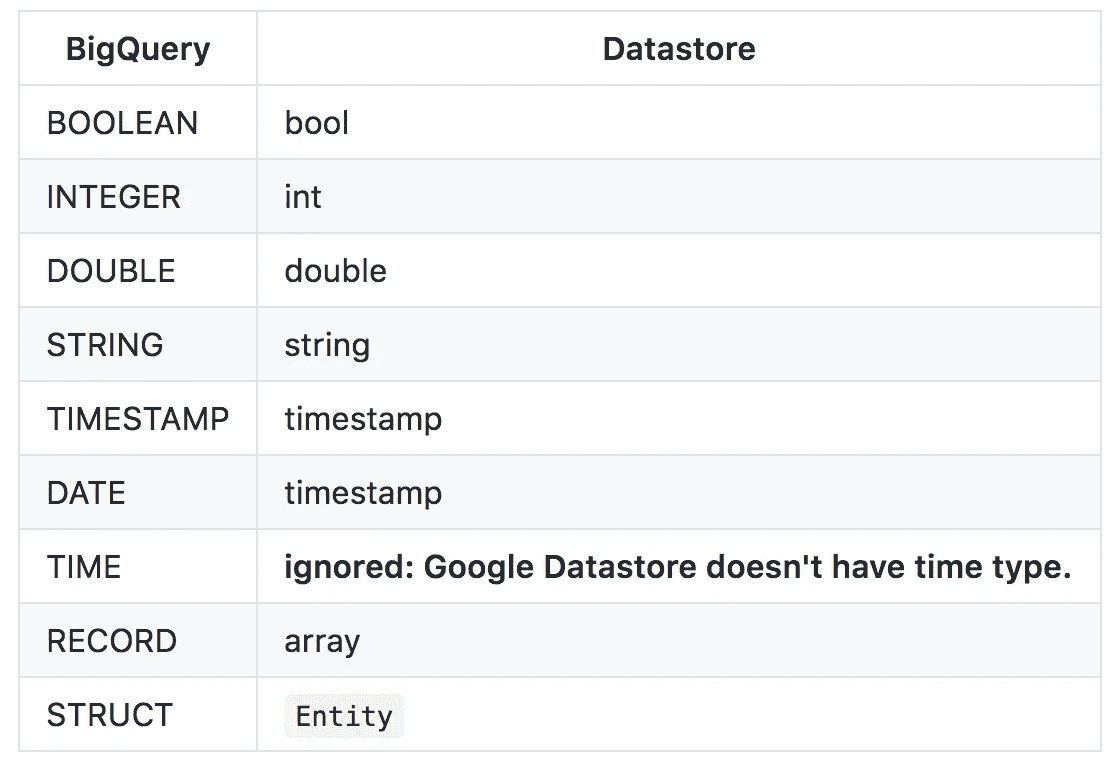 BigQuery Datastore
BOOLEAN bool
INTEGER int
DOUBLE double
STRING string
TIMESTAMP timestamp
DATE timestamp
TIME ignored: Google Datastore doesn't have time type.
RECORD array
STRUCT Entity